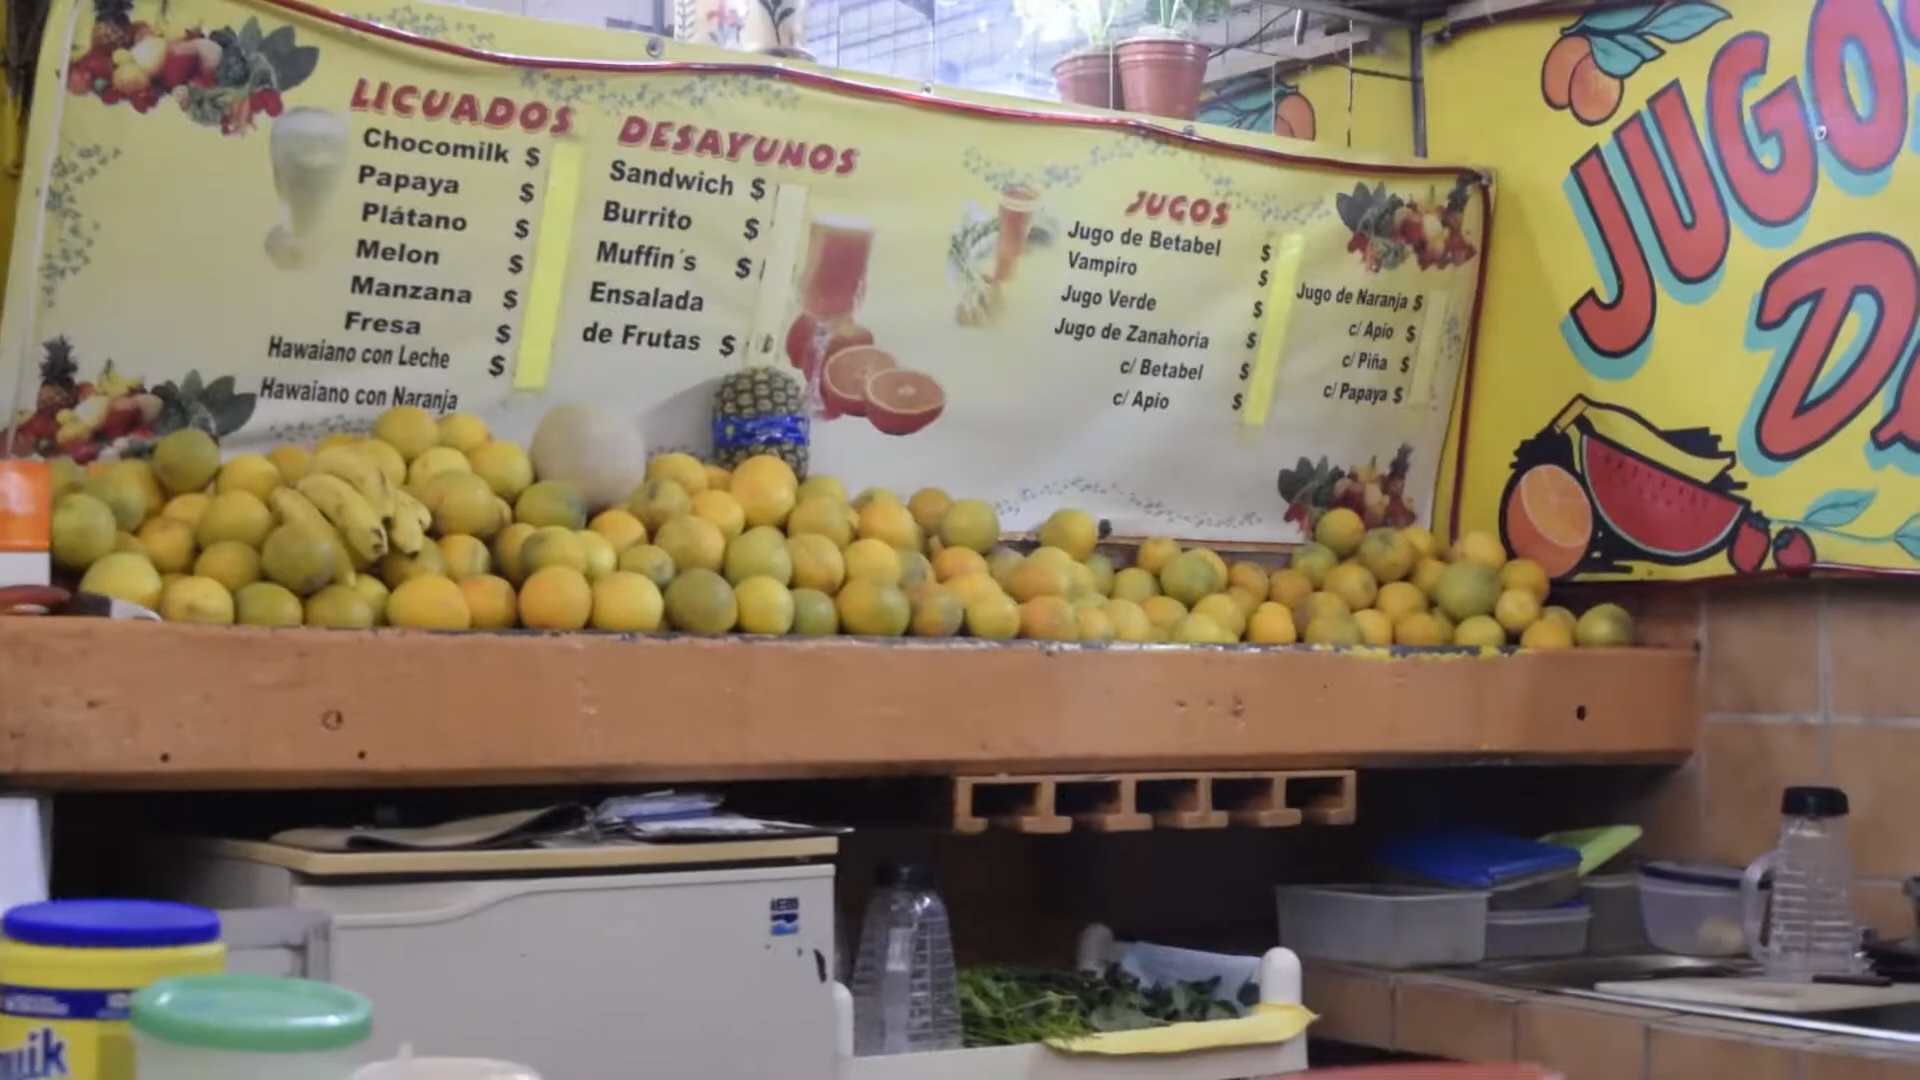 LICUADOS
Chocomilk $
Papaya $
Plátano $
Melon $
Manzana $
Fresa $
Hawaiano con Leche $
Hawaiano con Naranja
DESAYUNOS
Sandwich $
Burrito $
Muffin´s $
Ensalada
de Frutas $
JUGOS
Jugo de Betabel $
Vampiro $
Jugo Verde $
Jugo de Zanahoria $
c/ Betabel $
c/ Apio $
Jugo de Naranja $
c/ Apio $
c/ Piña $
c/ Papaya $
JUGOS
IEM